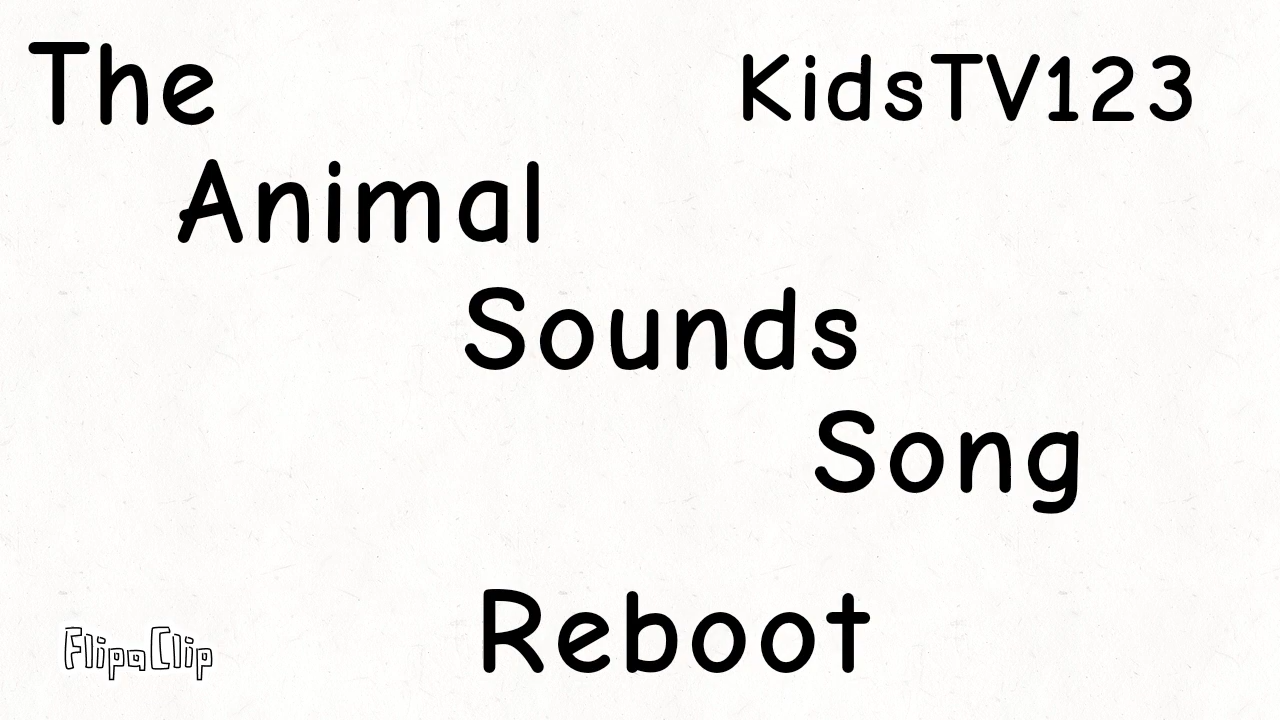 The
KidsTV123
Animal
Sounds
Song
Reboot
FlipaClip